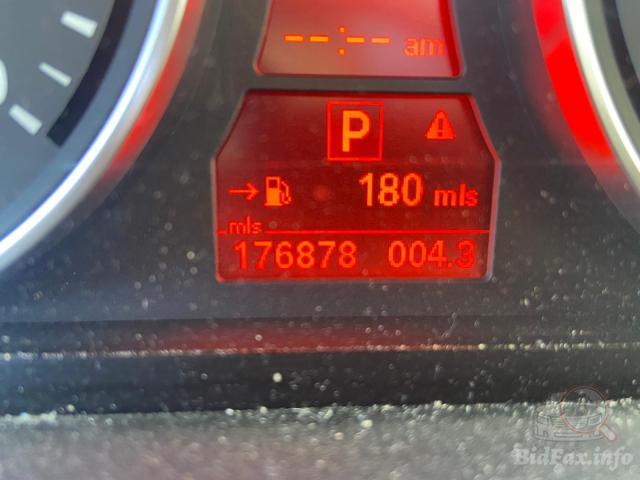 --:-- am
P
180 mls
mls
176878 004.3
BidFax.info